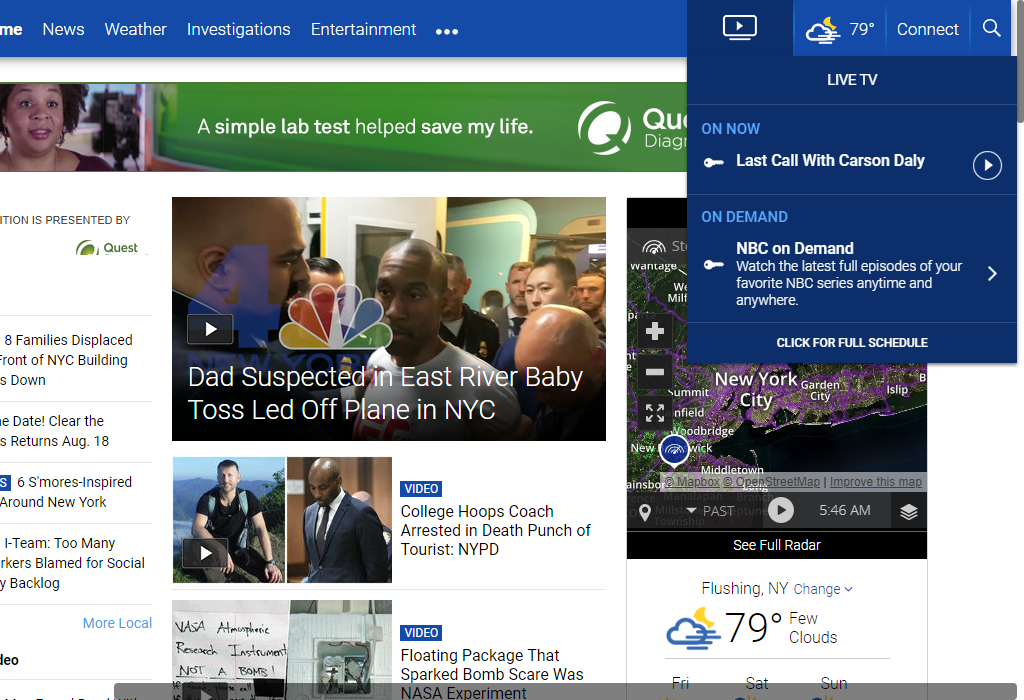 me News Weather Investigations Entertainment
79° Connect
LIVE TV
ON NOW
Last Call With Carson Daly
ON DEMAND
NBC on Demand
Watch the latest full episodes of your
favorite NBC series anytime and
anywhere.
CLICK FOR FULL SCHEDULE
A simple lab test helped save my life.
ITION IS PRESENTED BY
Quest
8 Families Displaced
Front of NYC Building
s Down
e Date! Clear the
s Returns Aug. 18
S 6 S'mores-Inspired
Around New York
I-Team: Too Many
rkers Blamed for Social
y Backlog
More Local
deo
4
NEW YORK
Dad Suspected in East River Baby
Toss Led Off Plane in NYC
VIDEO
College Hoops Coach
Arrested in Death Punch of
Tourist: NYPD
NASA Atmospheric
Research Instrument
NOT A BOMB!
VIDEO
Floating Package That
Sparked Bomb Scare Was
NASA Experiment
Wantage
Summit
New York
City
Garden
City
Islip
nfield
Woodbridge
New wick
Middletown
ainsbo
© Mapbox © OpenStreetMap | Improve this map
Manalapan
Township
PAST
5:46 AM
See Full Radar
Flushing, NY Change
79° Few
Clouds
Fri Sat Sun